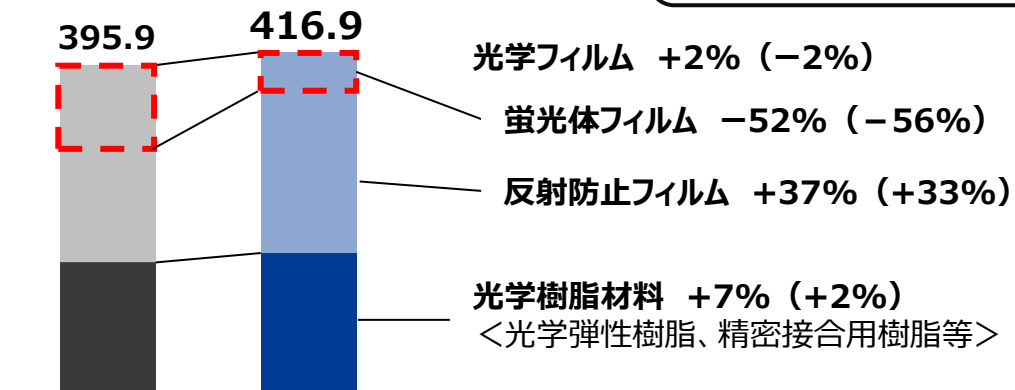 395.9
416.9
光学フィルム +2%（−2%）
蛍光体フィルム −52%（−56%）
反射防止フィルム +37%（+33%）
光学樹脂材料 +7%（+2%）
＜光学弾性樹脂、精密接合用樹脂等＞